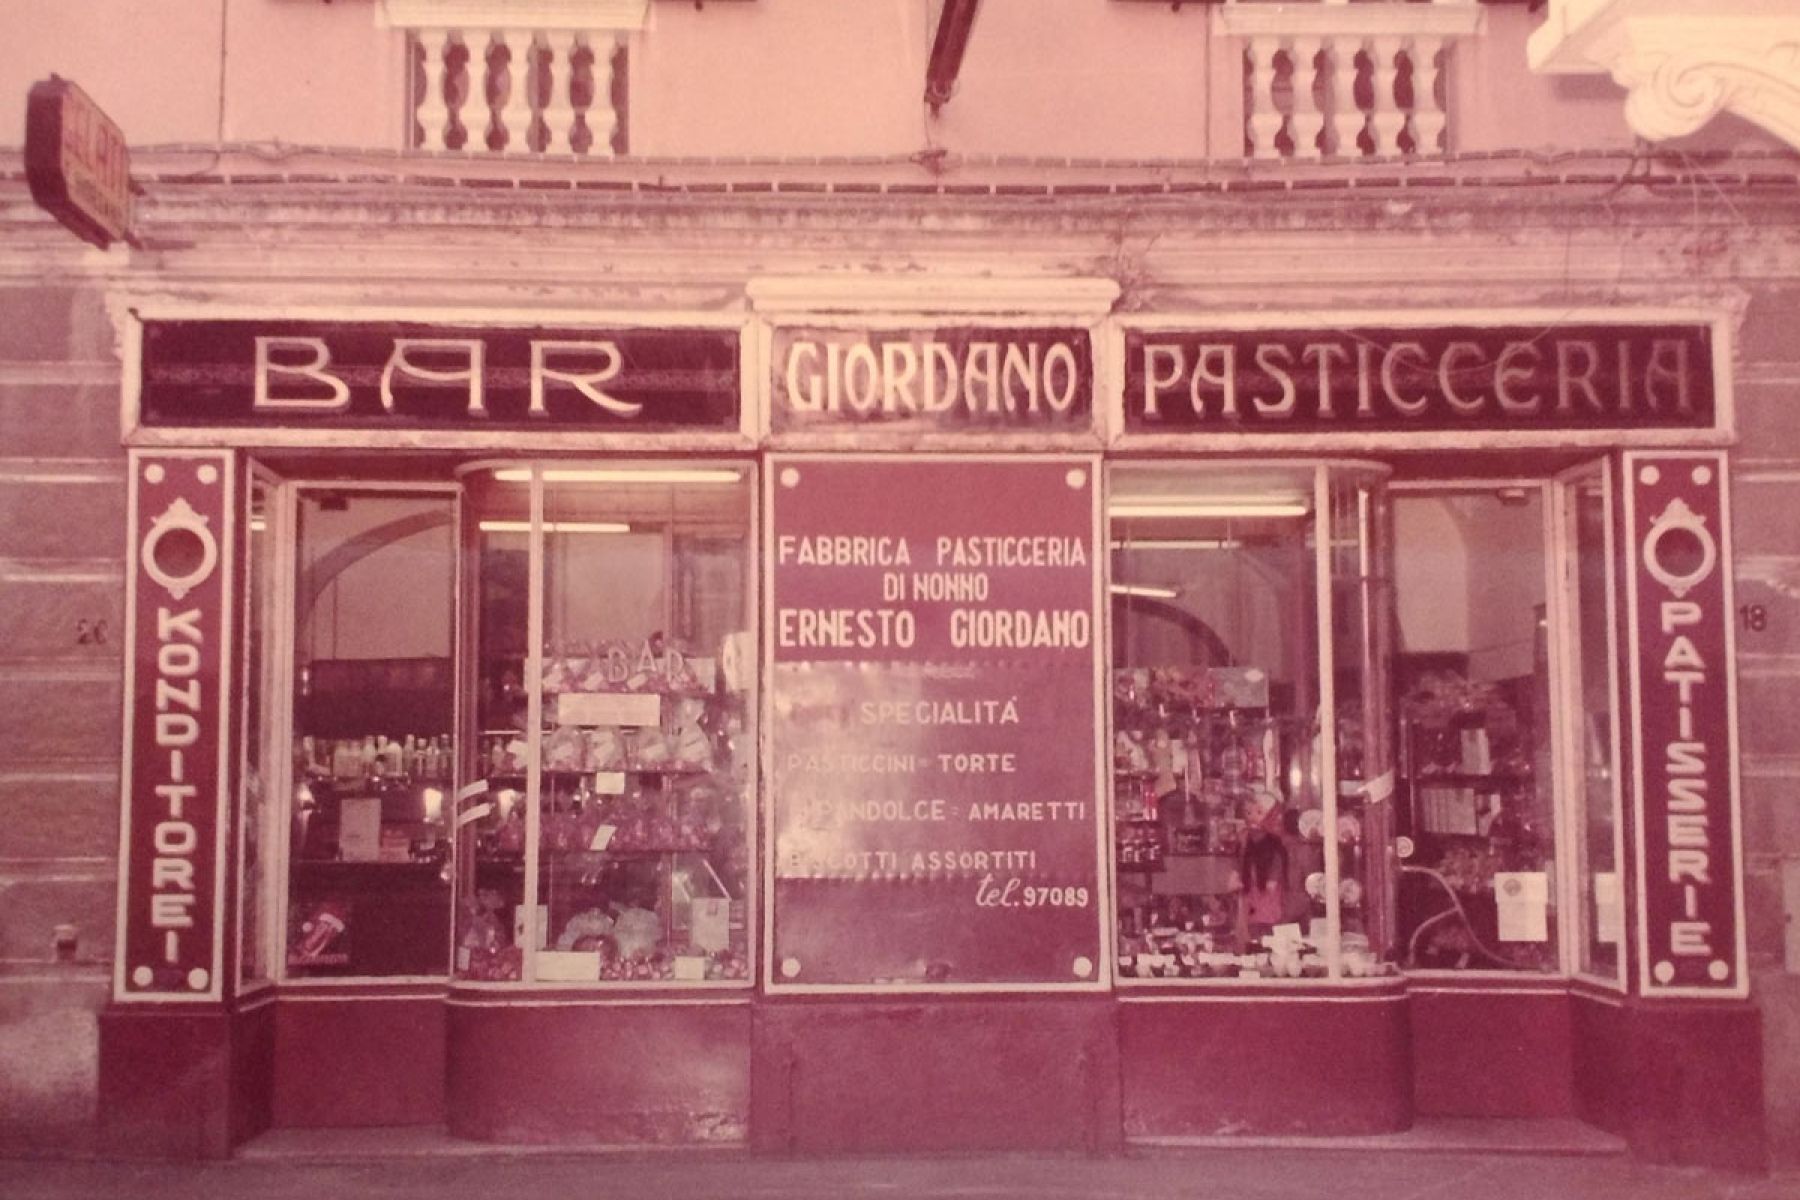 BAR
GIORDANO
PASTICCERIA
KONDITOREI
FABBRICA PASTICCERIA
DI NONNO
ERNESTO GIORDANO
SPECIALITÁ
PASTICCINI = TORTE
PANDOLCE = AMARETTI
BISCOTTI ASSORTITI
tel. 97089
PATISSERIE
BAR
18